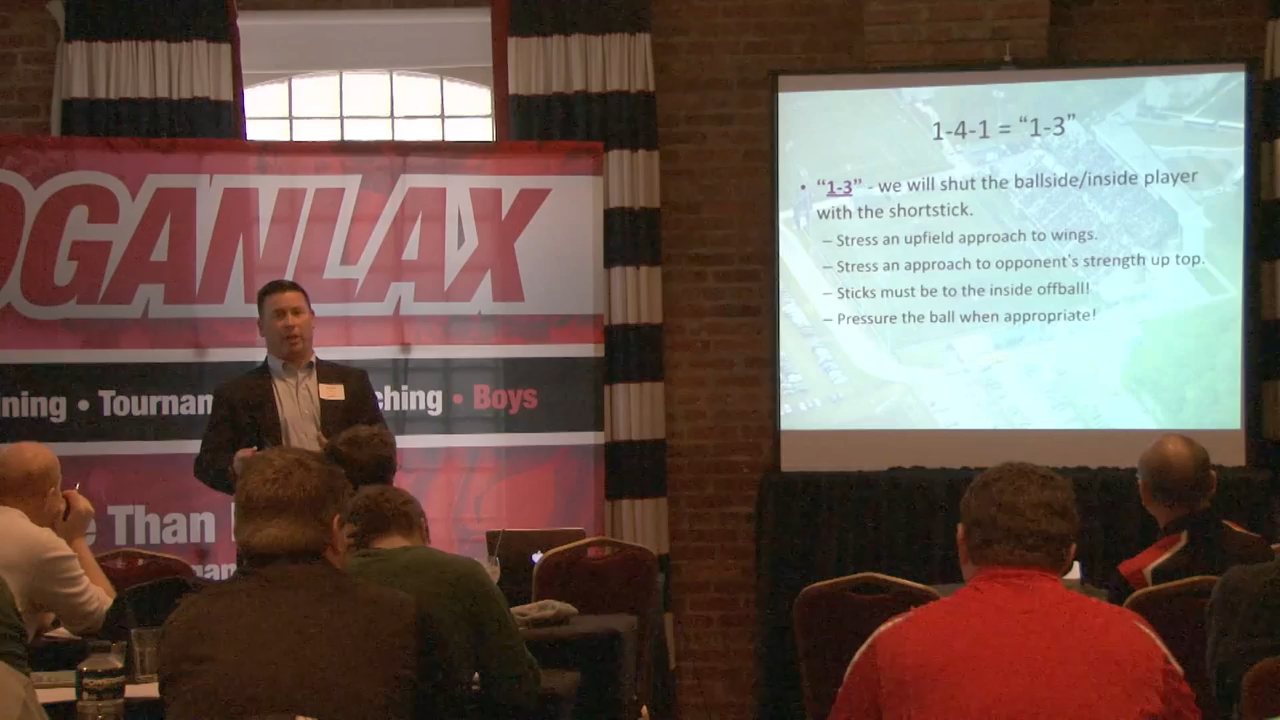 OGANLAX
ning • Tournam ching • Boys
e Than
gan
1-4-1 = “1-3”
• “1-3” - we will shut the ballside/inside player
with the shortstick.
– Stress an upfield approach to wings.
– Stress an approach to opponent's strength up top.
– Sticks must be to the inside offball!
– Pressure the ball when appropriate!